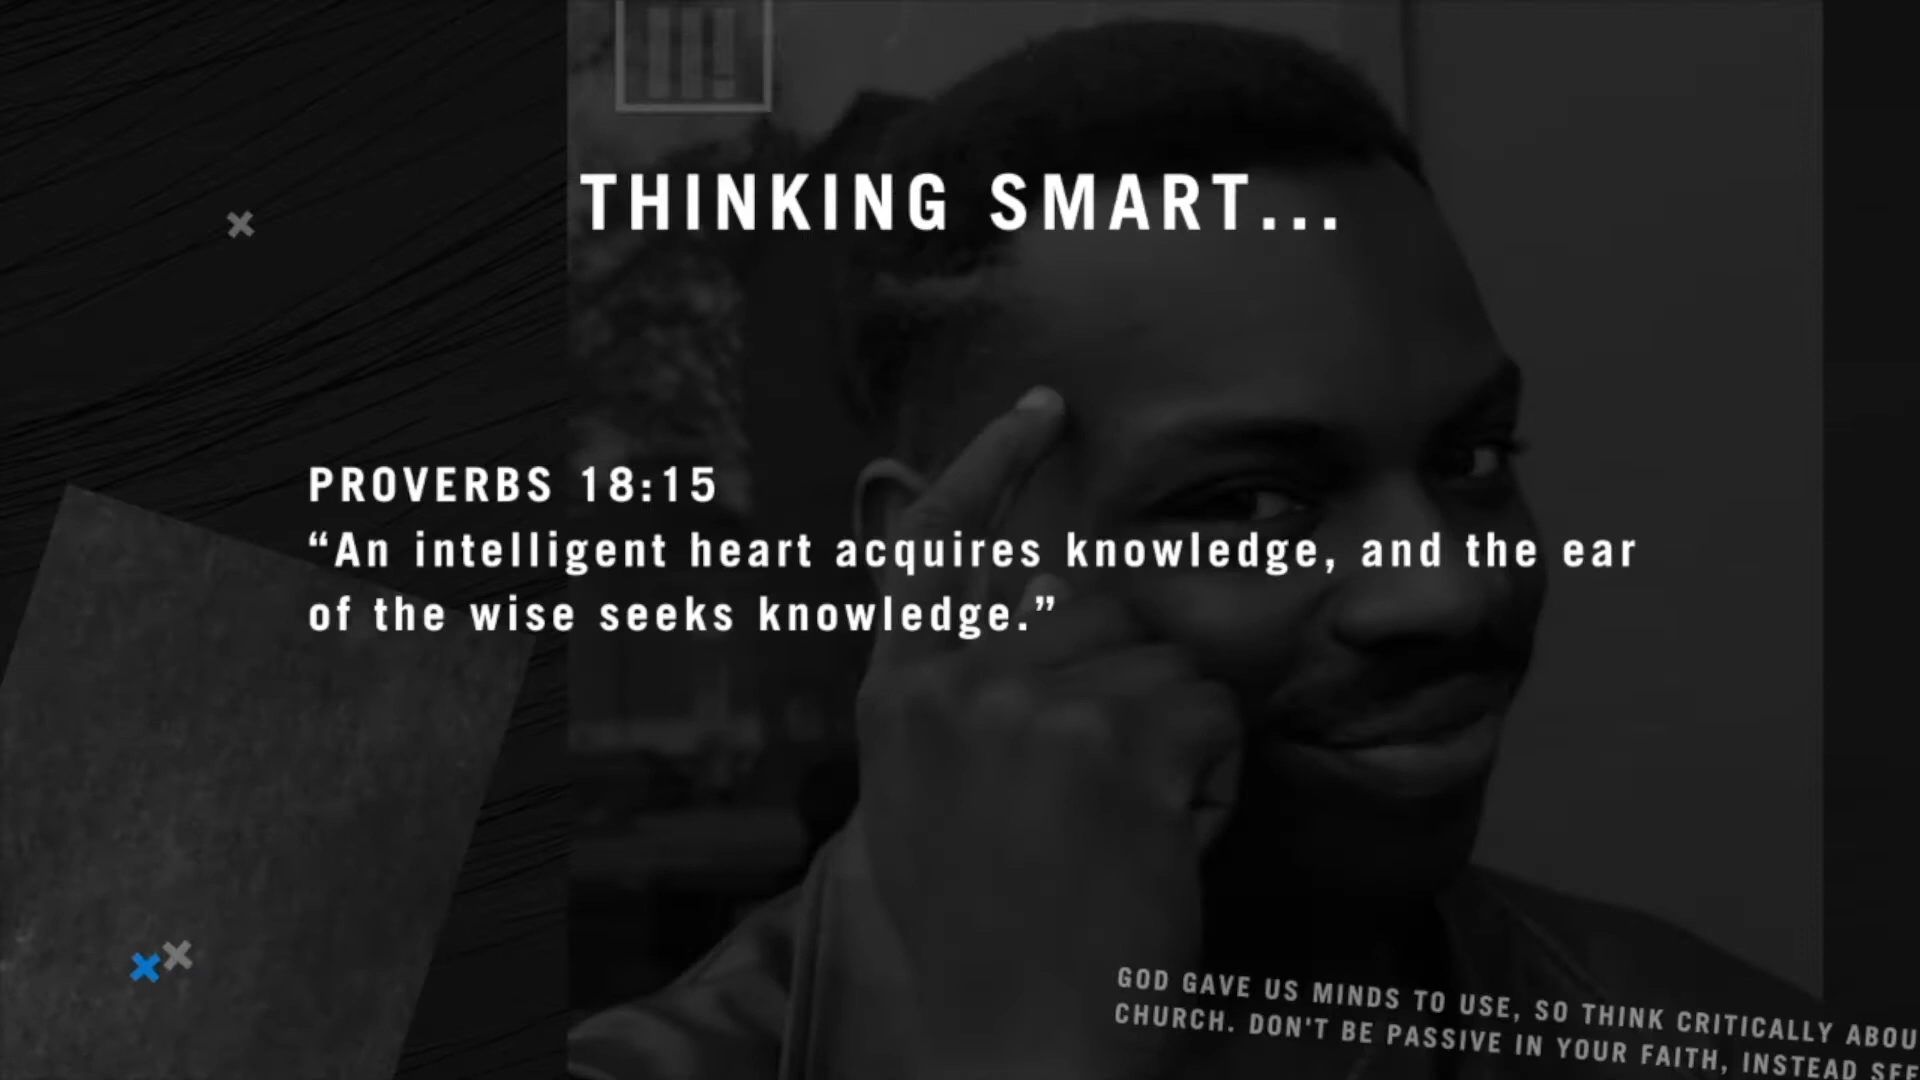 THINKING SMART...
PROVERBS 18:15
“An intelligent heart acquires knowledge, and the ear
of the wise seeks knowledge.”
GOD GAVE US MINDS TO USE, SO THINK CRITICALLY
CHURCH. DON'T BE PASSIVE IN YOUR FAITH, INSTEAD